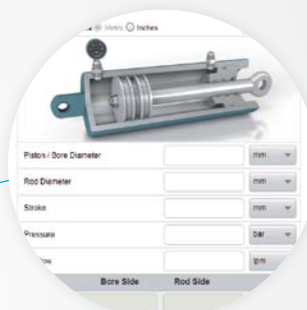 Metric Inches
Piston / Bore Diameter mm
Rod Diameter mm
Stroke mm
Pressure bar
lpm
Bore Side Rod Side